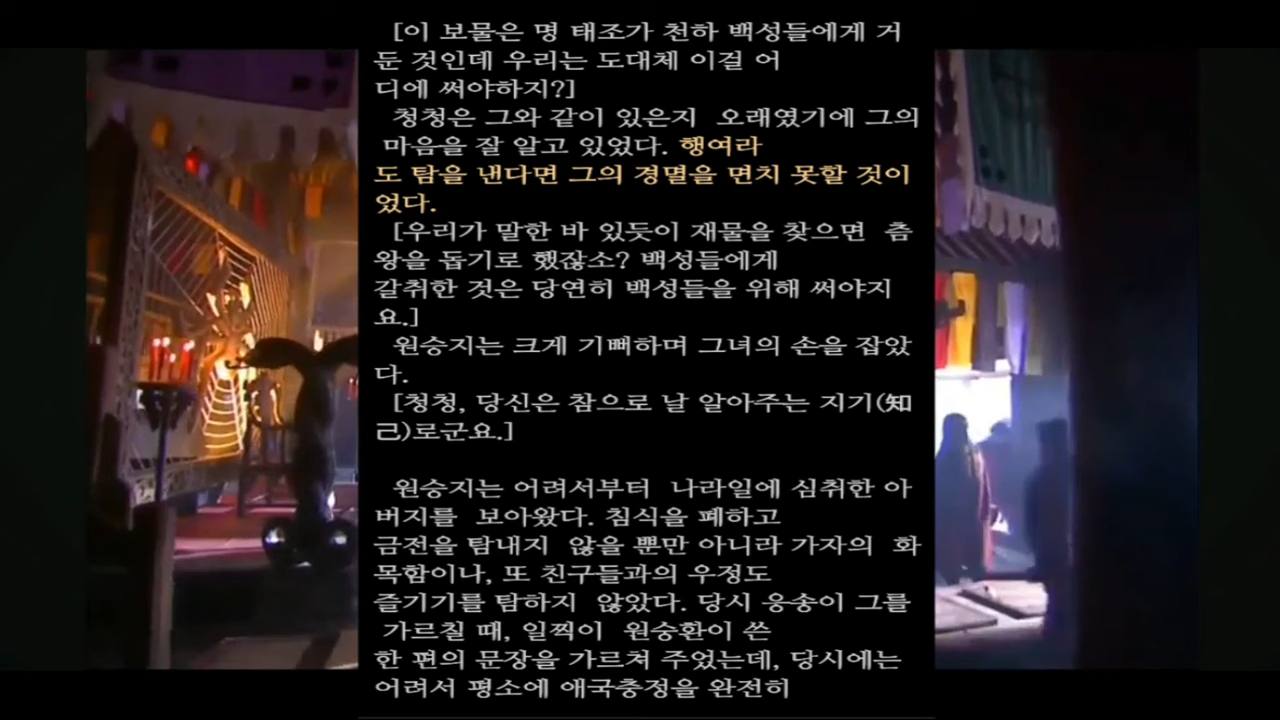 [이 보물은 명 태조가 천하 백성들에게 거
둔 것인데 우리는 도대체 이걸 어
디에 써야하지?]
청청은 그와 같이 있은지 오래였기에 그의
마음을 잘 알고 있었다. 행여라
도 탐을 낸다면 그의 경멸을 면치 못할 것이
었다.
[우리가 말한 바 있듯이 재물을 찾으면 츰
왕을 돕기로 했잖소? 백성들에게
갈취한 것은 당연히 백성들을 위해 써야지
요.]
원승지는 크게 기뻐하며 그녀의 손을 잡았
다.
[청청, 당신은 참으로 날 알아주는 지기(知
己)로군요.]
원승지는 어려서부터 나라일에 심취한 아
버지를 보아왔다. 침식을 폐하고
금전을 탐내지 않을 뿐만 아니라 가자의 화
목함이나, 또 친구들과의 우정도
즐기기를 탐하지 않았다. 당시 응송이 그를
가르칠 때, 일찍이 원승환이 쓴
한 편의 문장을 가르쳐 주었는데, 당시에는
어려서 평소에 애국충정을 완전히